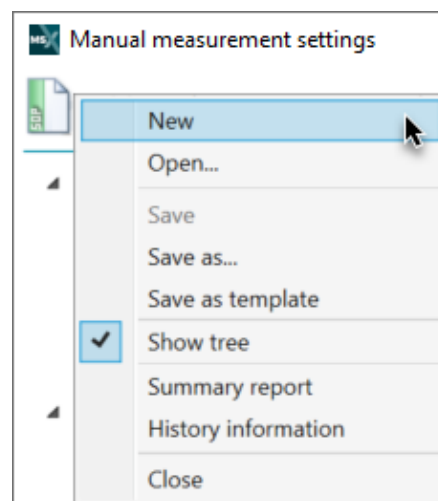 MSX Manual measurement settings
SOP
New
Open...
Save
Save as...
Save as template
Show tree
Summary report
History information
Close